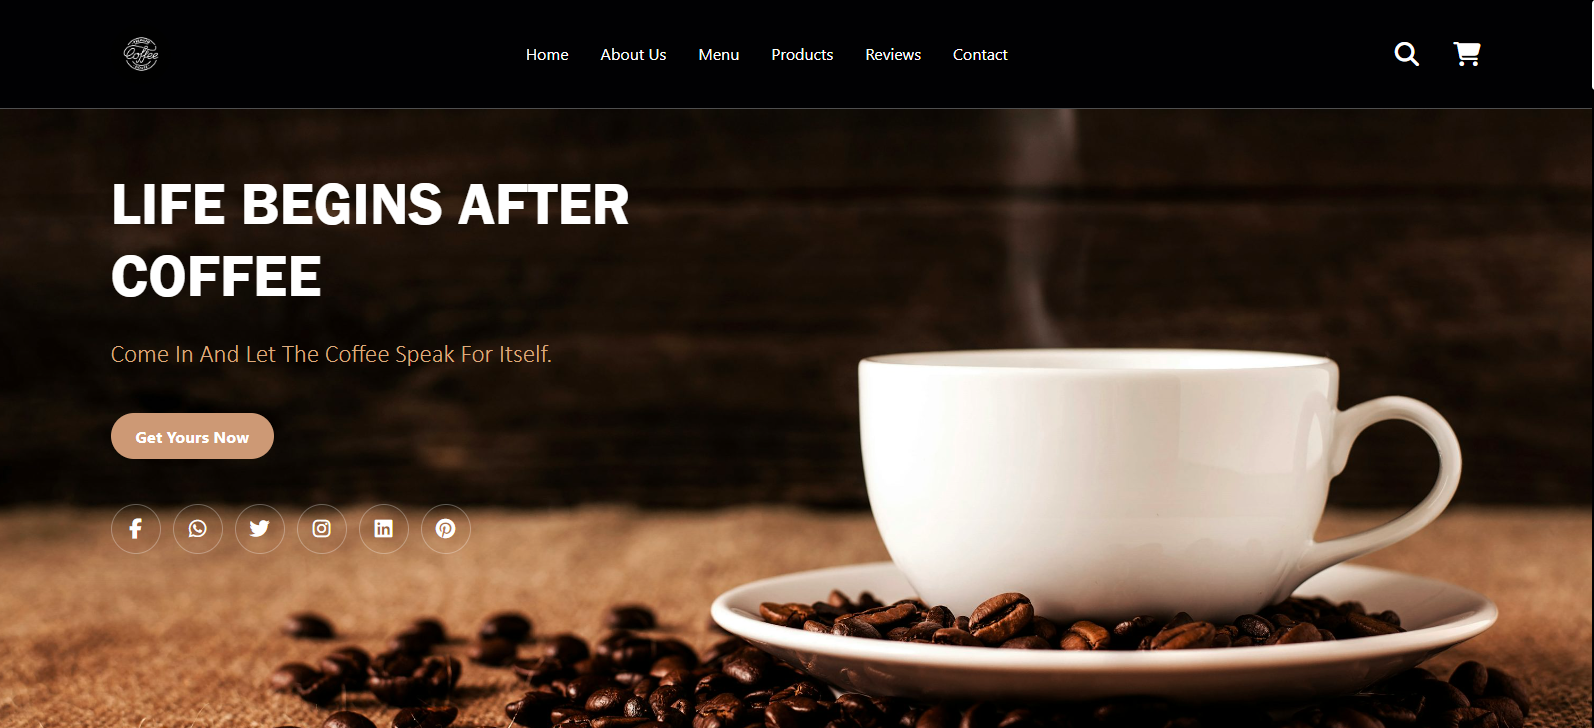 Coffee
Home About Us Menu Products Reviews Contact
LIFE BEGINS AFTER
COFFEE
Come In And Let The Coffee Speak For Itself.
Get Yours Now